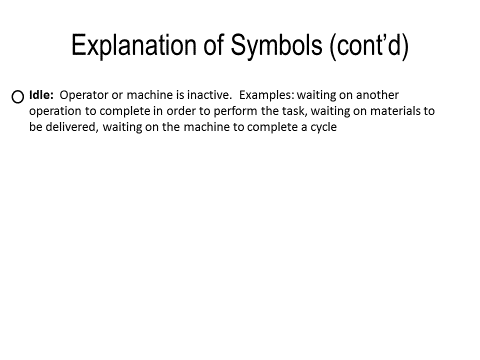 Explanation of Symbols (cont’d)
Idle:  Operator or machine is inactive.  Examples: waiting on another
operation to complete in order to perform the task, waiting on materials to
be delivered, waiting on the machine to complete a cycle